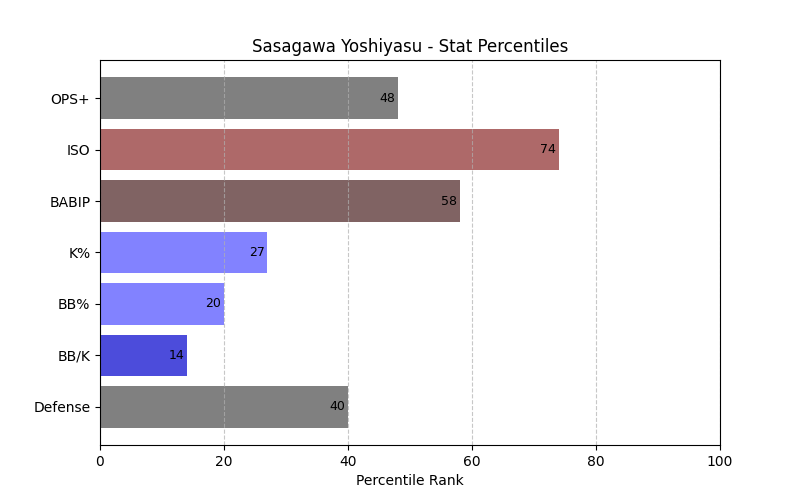 Sasagawa Yoshiyasu - Stat Percentiles
OPS+ 48
ISO 74
BABIP 58
K% 27
BB% 20
BB/K 14
Defense 40
0 20 40 60 80 100
Percentile Rank